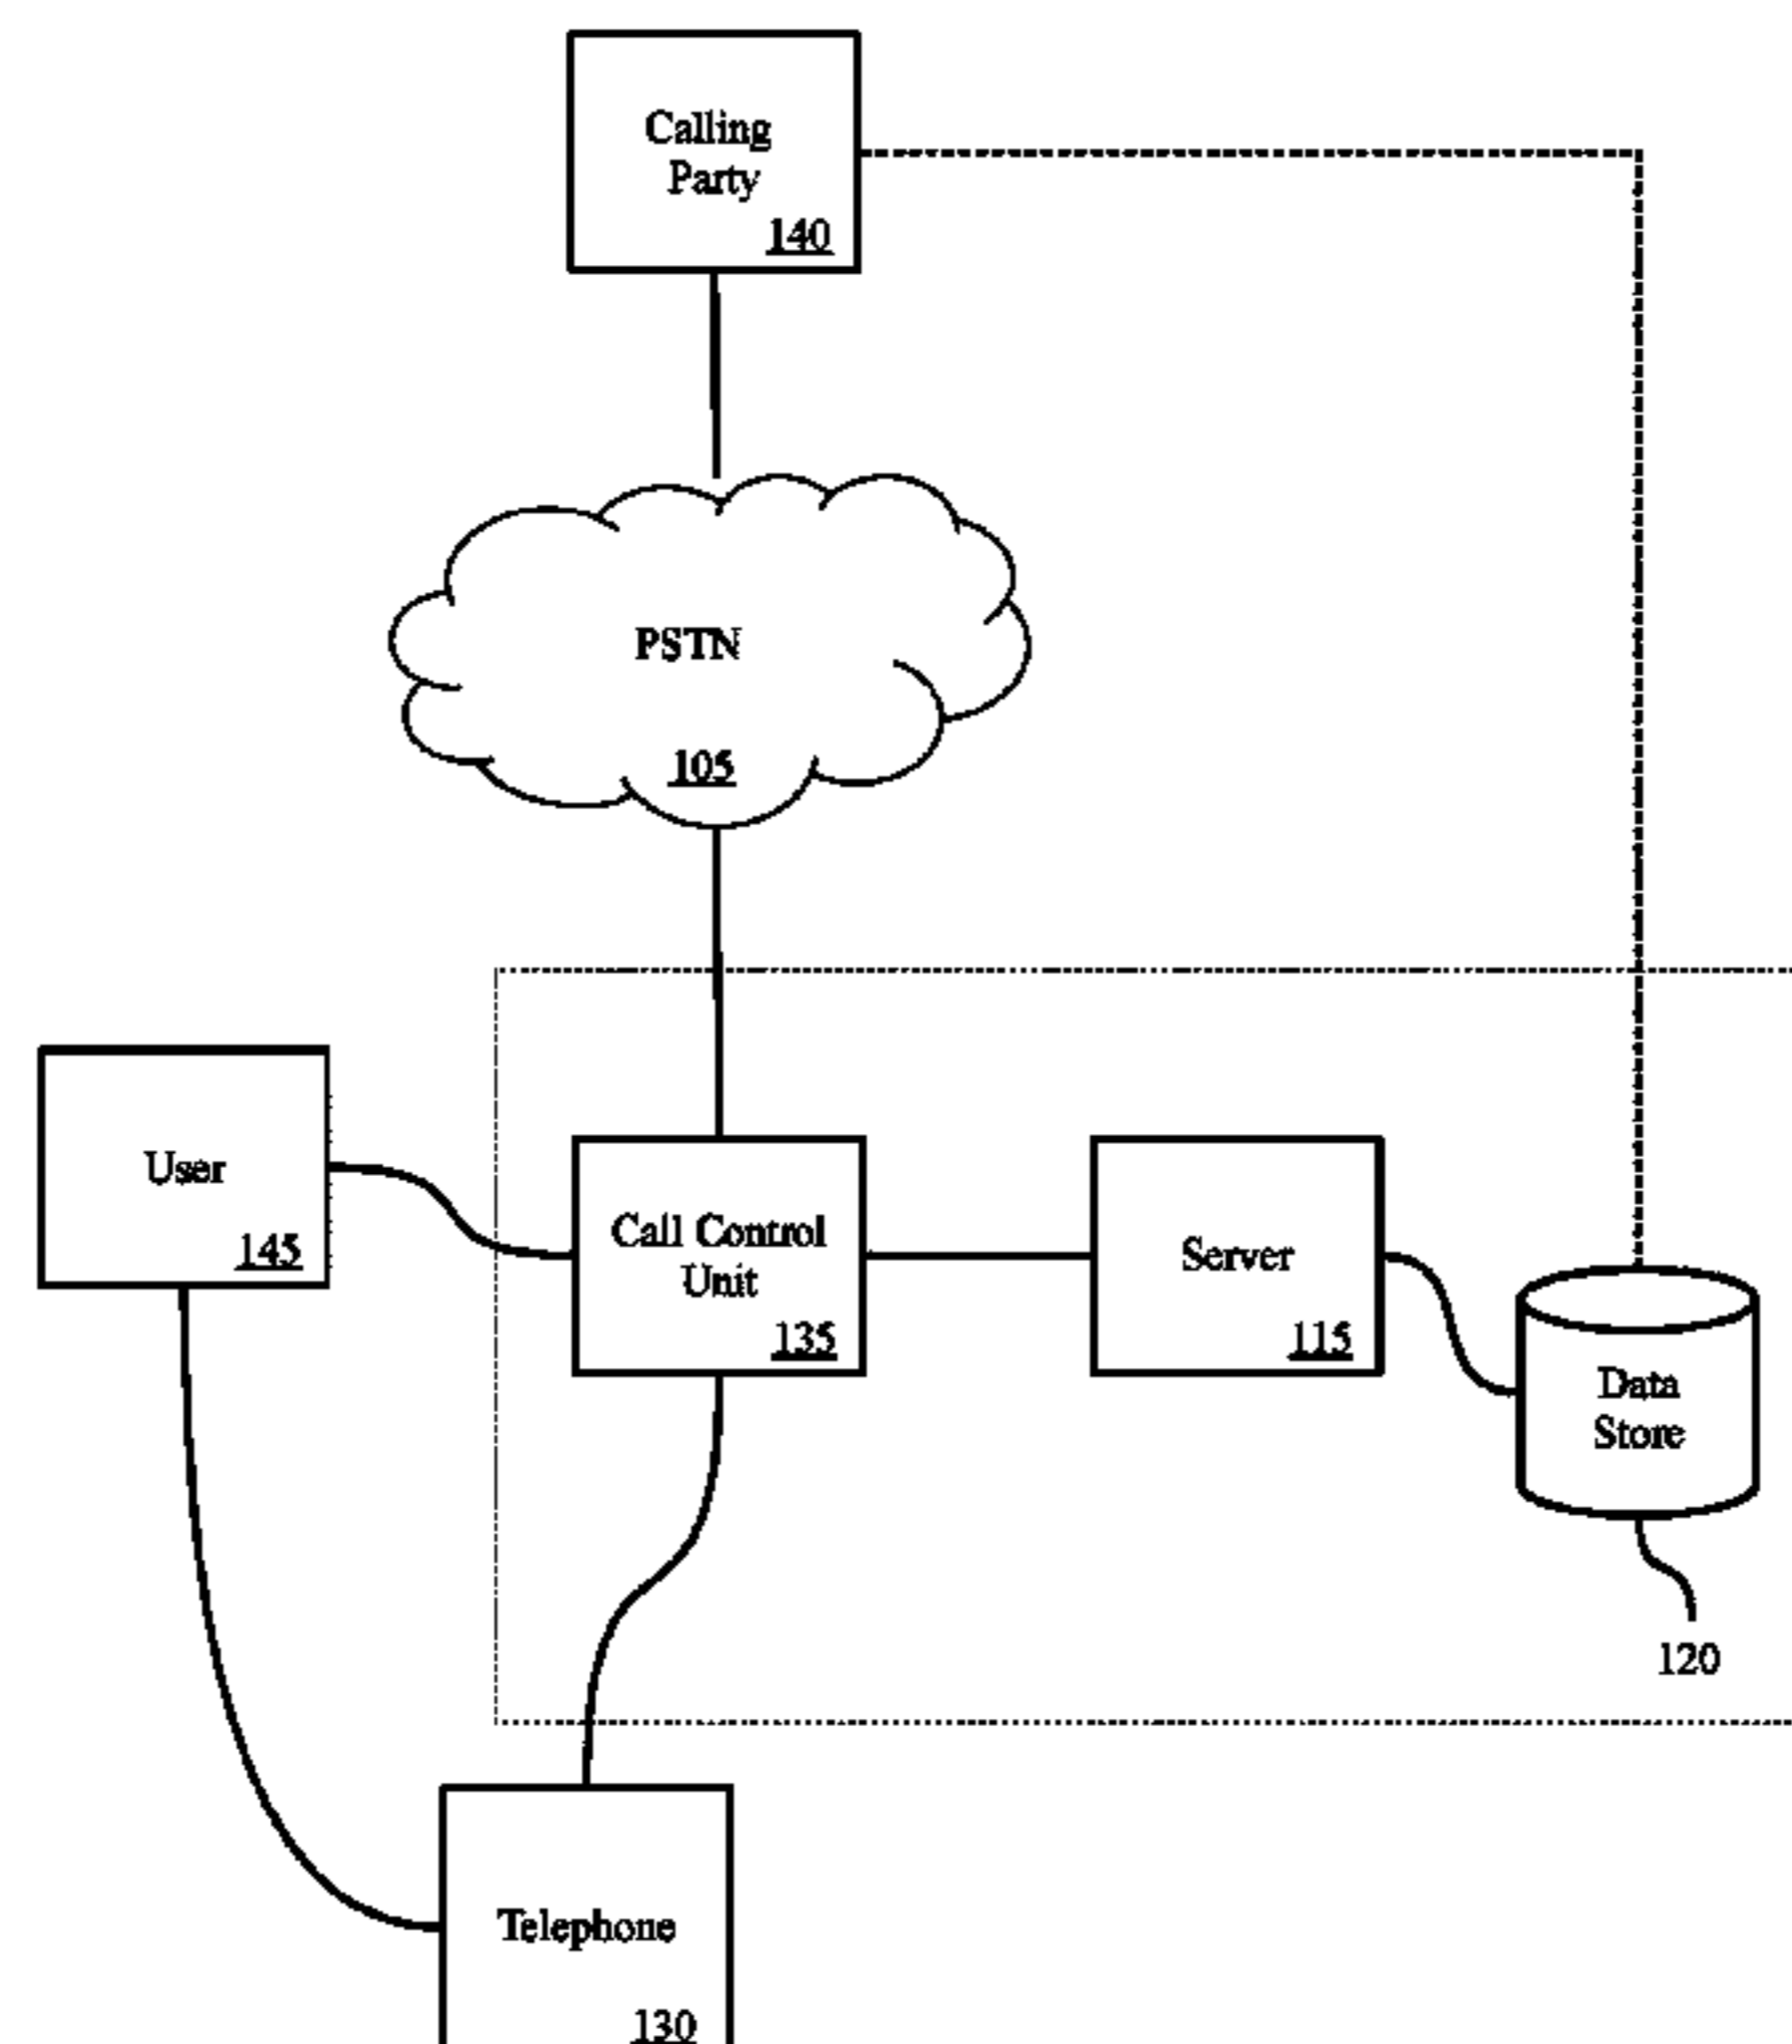 Calling
Party
140
PSTN
105
User
145
Call Control
Unit
135
Server
115
Data
Store
120
Telephone
130